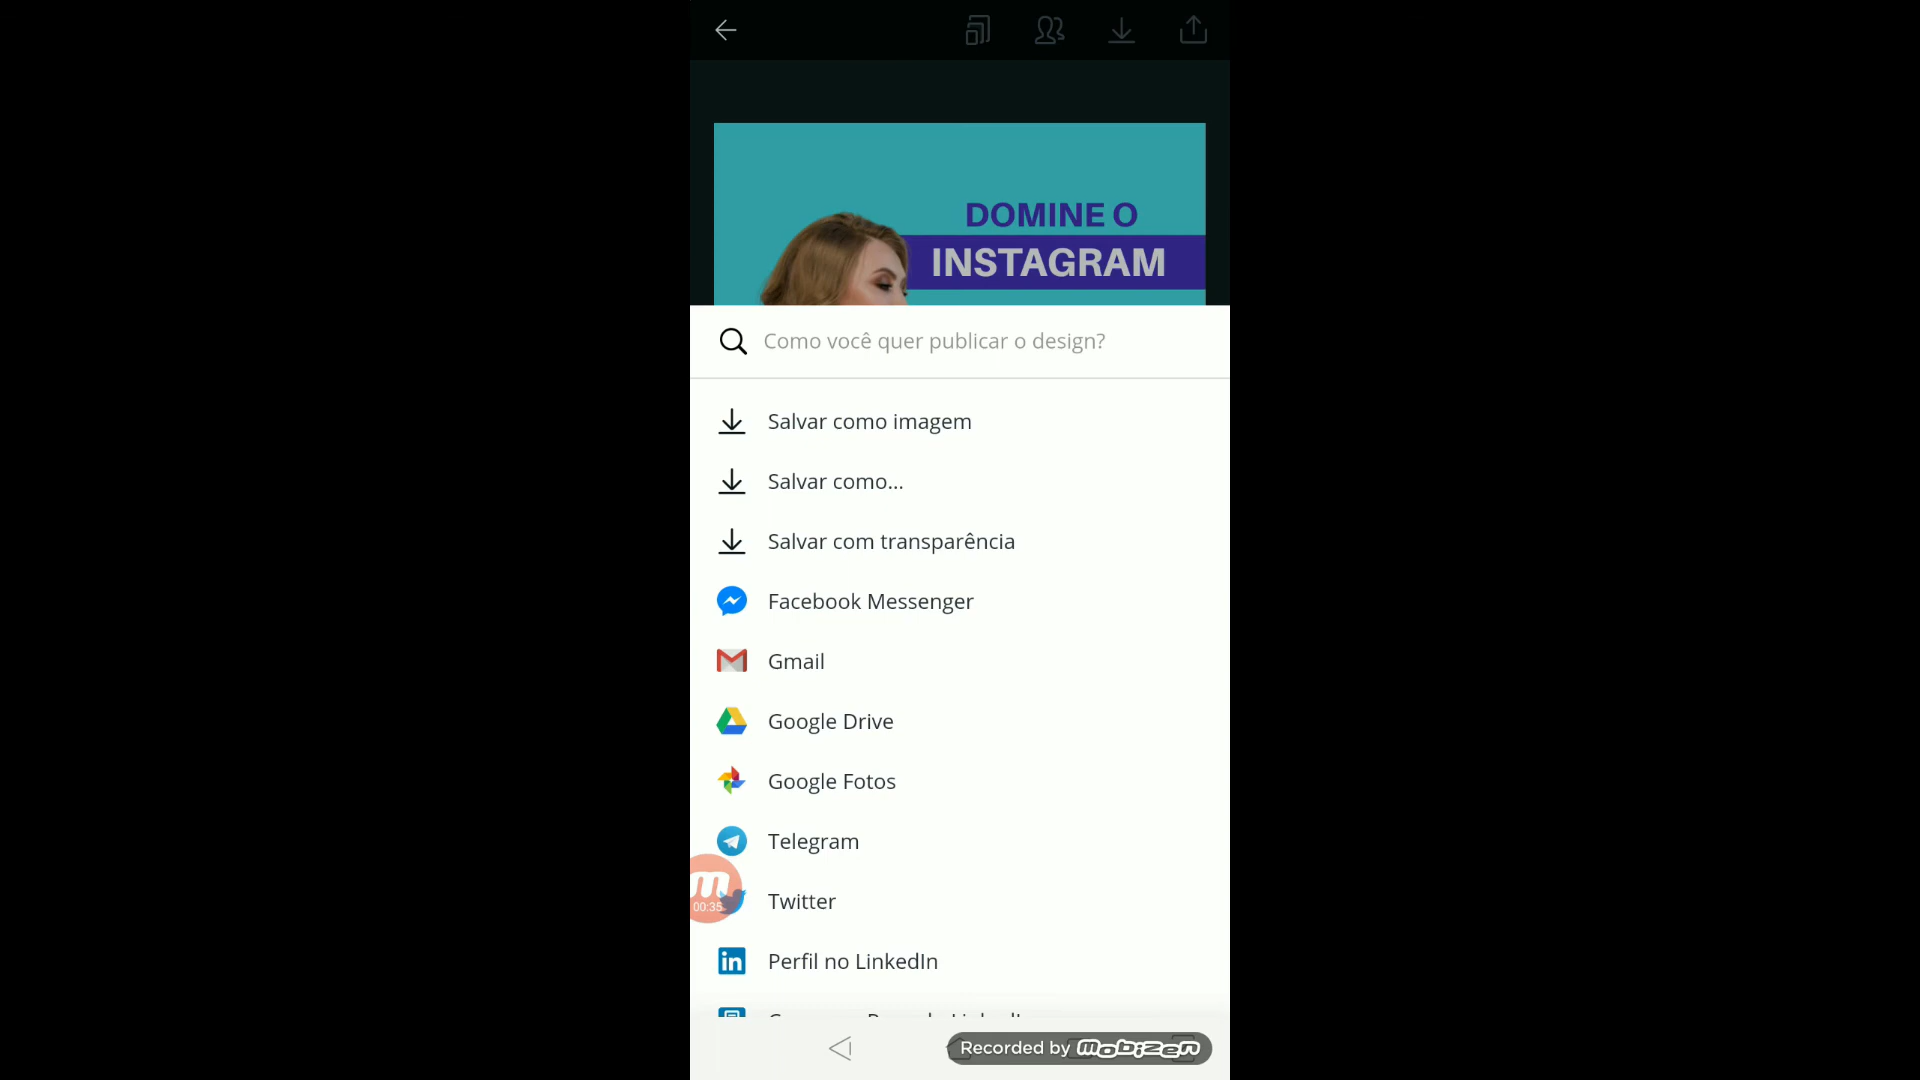 DOMINE O
INSTAGRAM
Como você quer publicar o design?
Salvar como imagem
Salvar como...
Salvar com transparência
Facebook Messenger
Gmail
Google Drive
Google Fotos
Telegram
00:35
Twitter
in Perfil no LinkedIn
Recorded by mobizen